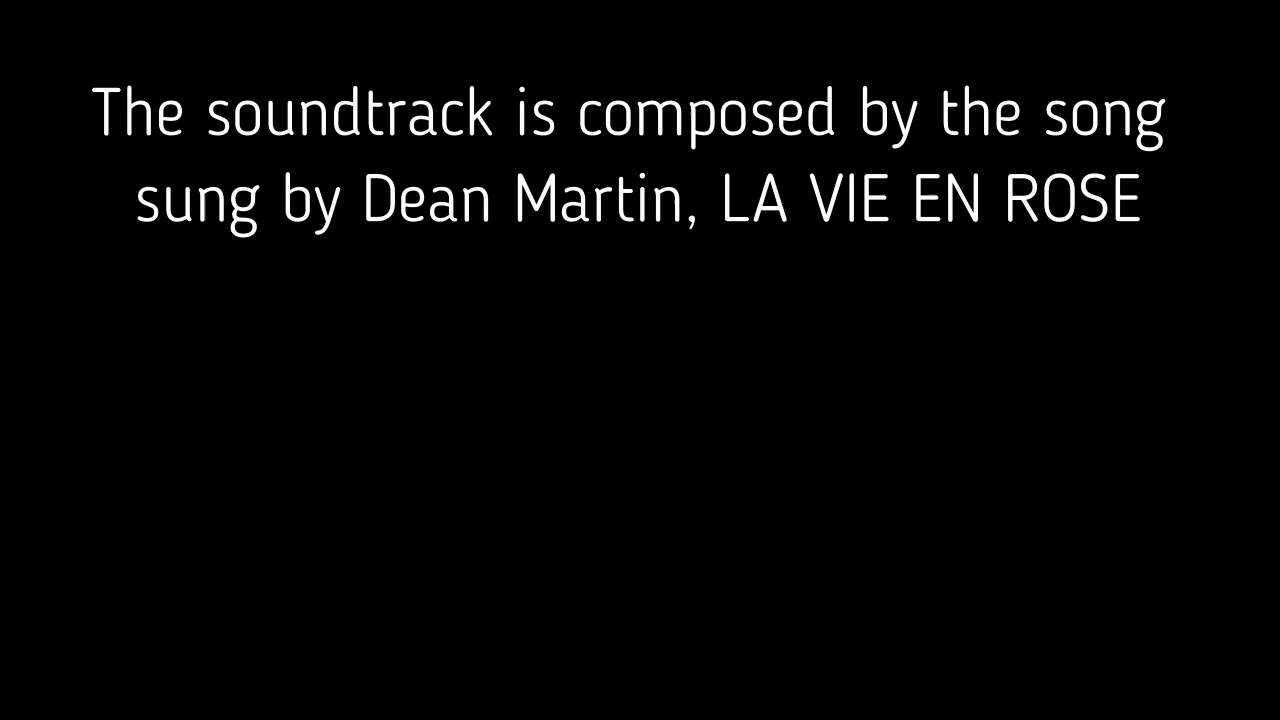 The soundtrack is composed by the song
sung by Dean Martin, LA VIE EN ROSE